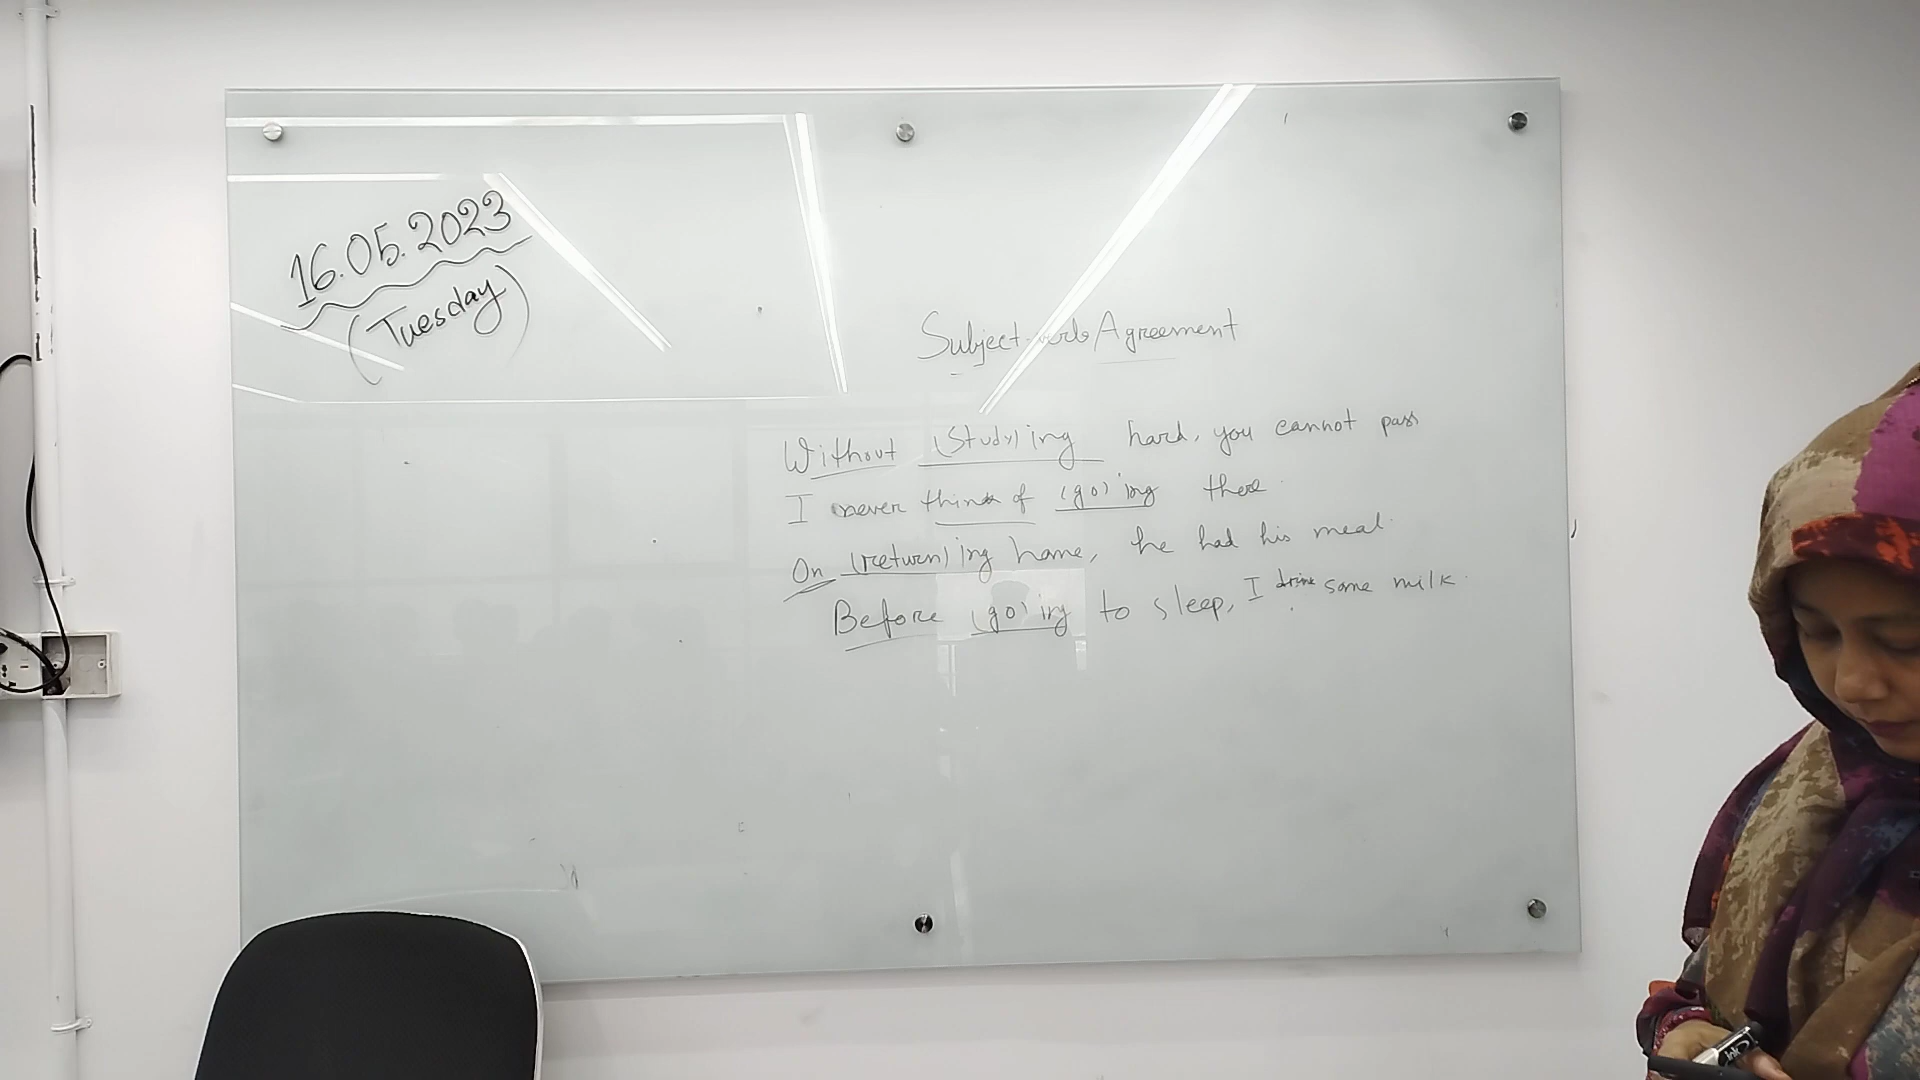 16.05.2023
(Tuesday)
Subject-verb Agreement
Without (Study)ing hard, you cannot pass
I never think of (go)ing there.
On (return)ing home, he had his meal.
Before (go)ing to sleep, I drink some milk.
ink